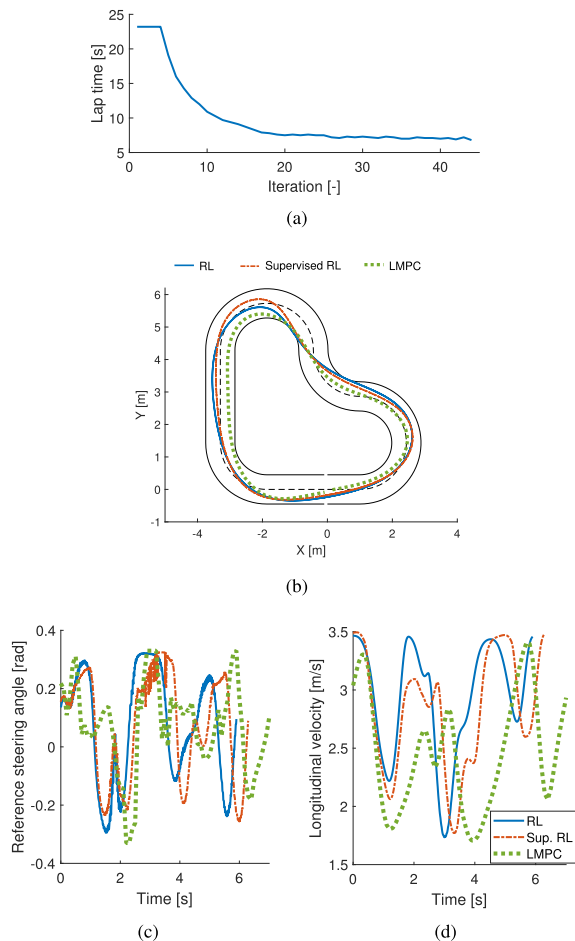 25
20
15
10
5
0 10 20 30 40
Lap time [s]
Iteration [-]
(a)
RL Supervised RL LMPC
6
5
4
3
2
1
0
-1
-4 -2 0 2 4
Y [m]
X [m]
(b)
0.4
0.2
0
-0.2
-0.4
0 2 4 6
Reference steering angle [rad]
Time [s]
(c)
3.5
3
2.5
2
1.5
0 2 4 6
Longitudinal velocity [m/s]
RL
Sup. RL
LMPC
Time [s]
(d)